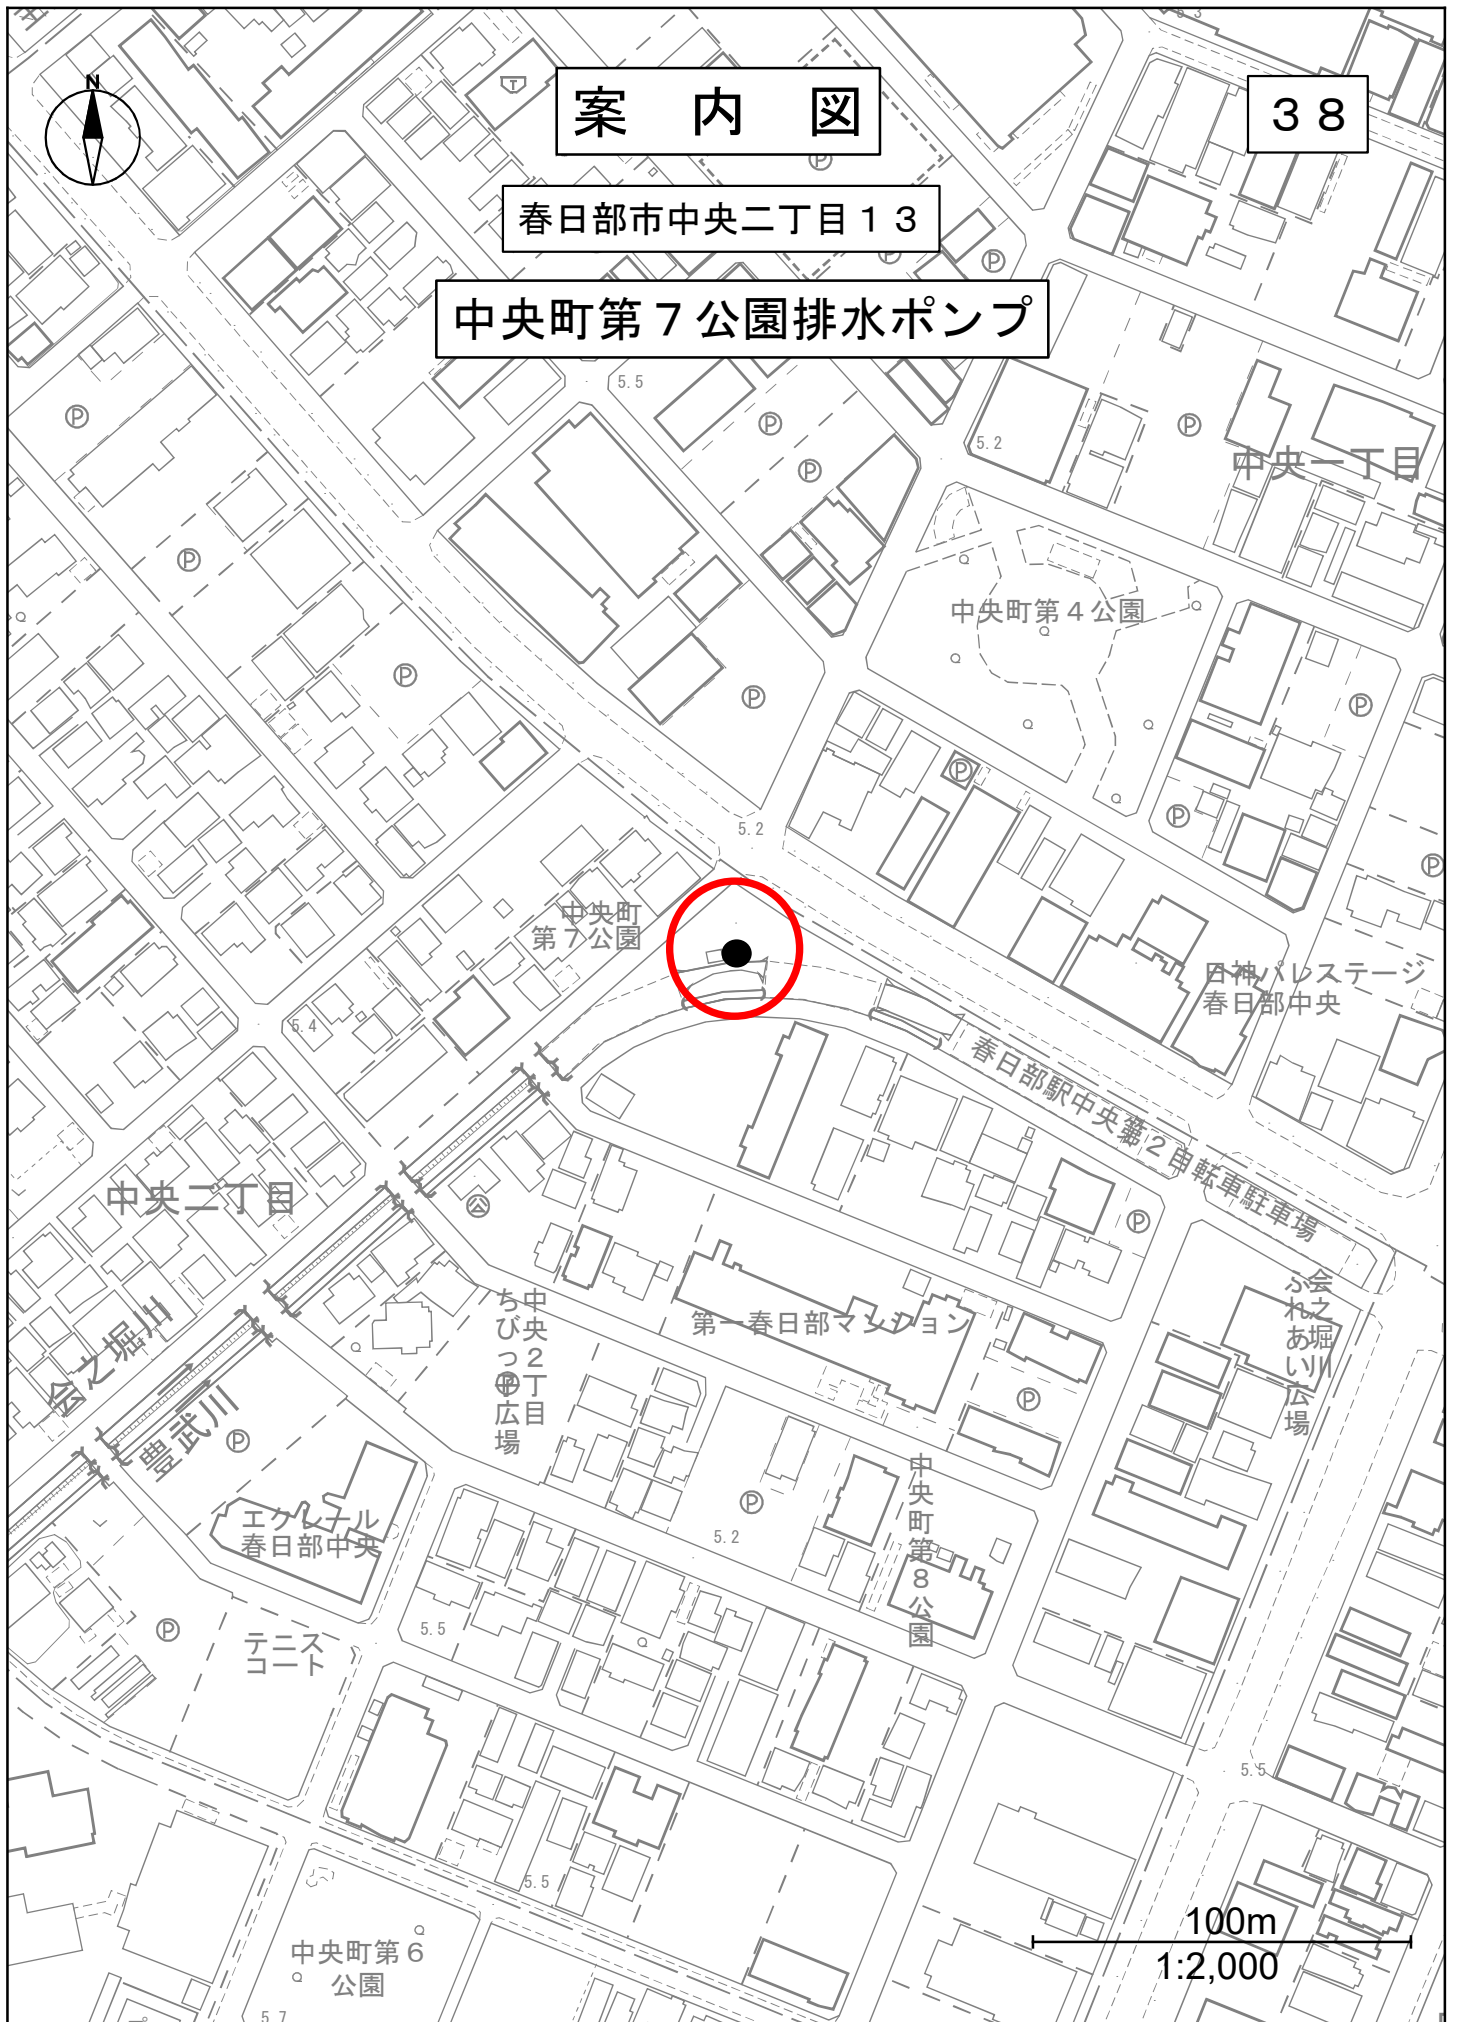 N
案内図
38
春日部市中央二丁目13
中央町第7公園排水ポンプ
5.3
5.5
5.2
中央一丁目
中央町第4公園
5.2
中央町
第7公園
日神パレステージ
春日部中央
5.4
春日部駅中央第2自転車駐車場
中央二丁目
会之堀川
豊武川
中央2丁目
ちびっ子広場
第一春日部マンション
会之堀川
ふれあい広場
エクレール
春日部中央
5.2
中央町第8公園
テニス
コート
5.5
5.5
5.5
中央町第6
公園
5.7
100m
1:2,000